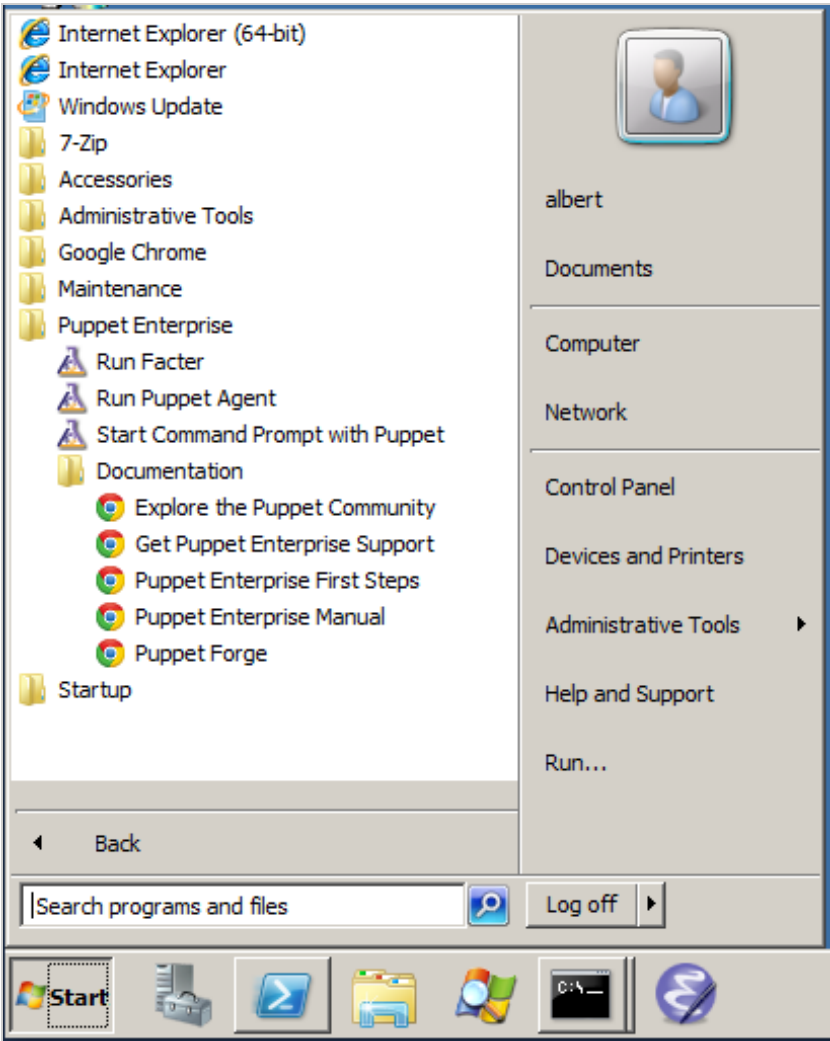 Internet Explorer (64-bit)
Internet Explorer
Windows Update
7-Zip
Accessories
Administrative Tools
Google Chrome
Maintenance
Puppet Enterprise
Run Facter
Run Puppet Agent
Start Command Prompt with Puppet
Documentation
Explore the Puppet Community
Get Puppet Enterprise Support
Puppet Enterprise First Steps
Puppet Enterprise Manual
Puppet Forge
Startup
Back
Search programs and files
albert
Documents
Computer
Network
Control Panel
Devices and Printers
Administrative Tools
Help and Support
Run...
Log off
Start
C:\_